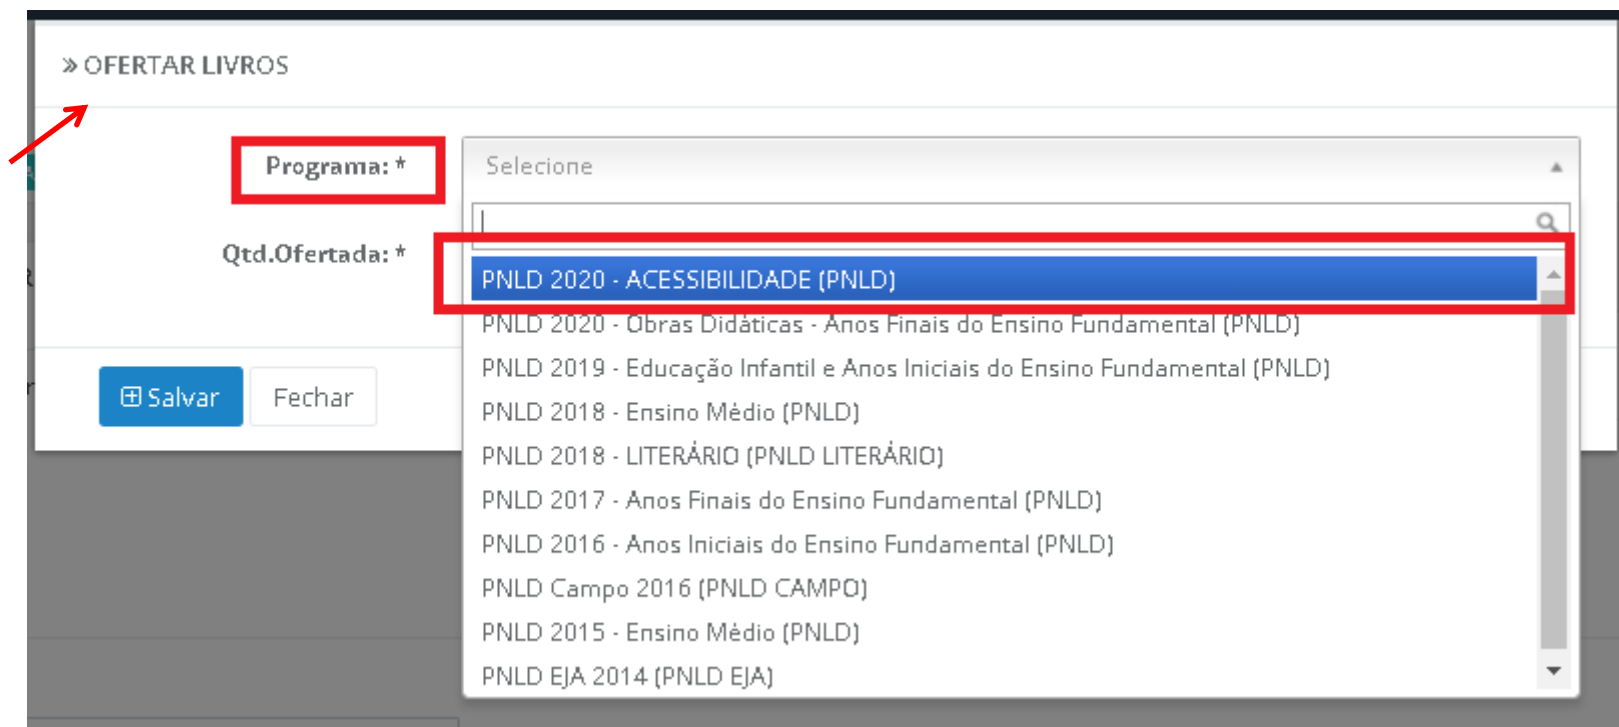 » OFERTAR LIVROS
Programa: *
Selecione
Qtd.Ofertada: *
PNLD 2020 - ACESSIBILIDADE (PNLD)
PNLD 2020 - Obras Didáticas - Anos Finais do Ensino Fundamental (PNLD)
PNLD 2019 - Educação Infantil e Anos Iniciais do Ensino Fundamental (PNLD)
PNLD 2018 - Ensino Médio (PNLD)
PNLD 2018 - LITERÁRIO (PNLD LITERÁRIO)
PNLD 2017 - Anos Finais do Ensino Fundamental (PNLD)
PNLD 2016 - Anos Iniciais do Ensino Fundamental (PNLD)
PNLD Campo 2016 (PNLD CAMPO)
PNLD 2015 - Ensino Médio (PNLD)
PNLD EJA 2014 (PNLD EJA)
Salvar
Fechar